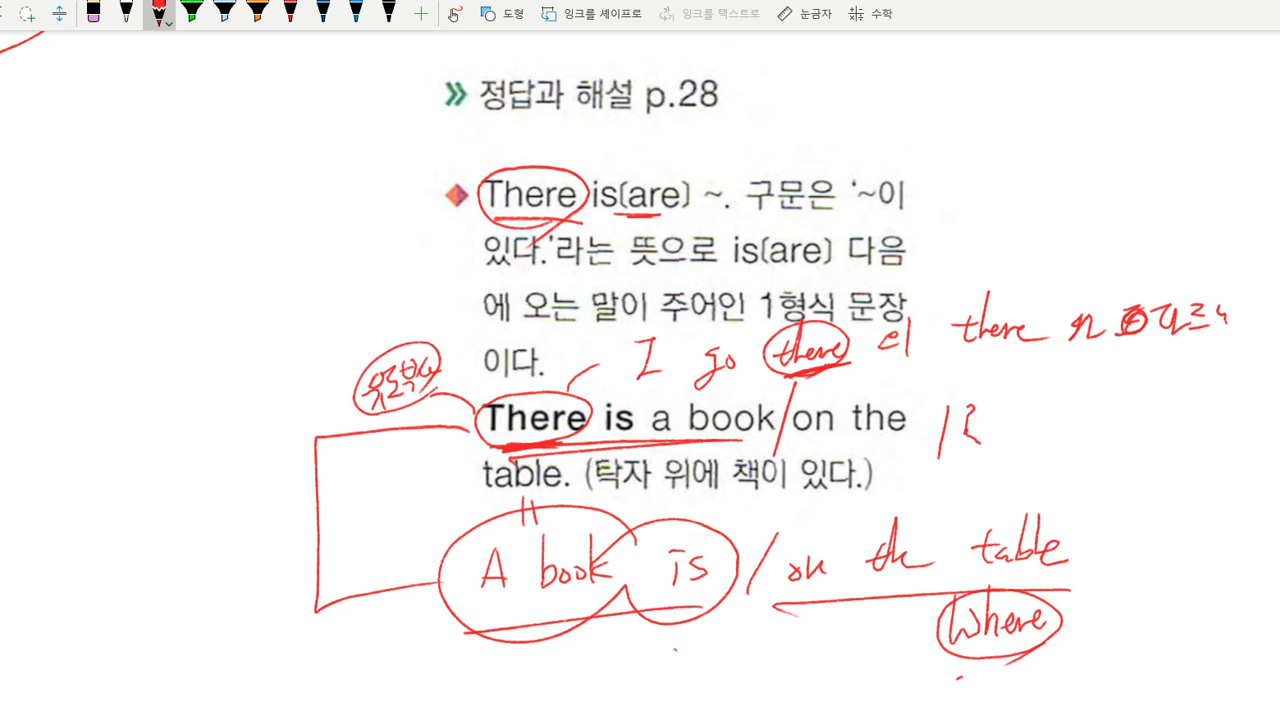 도형 잉크를 셰이프로 잉크를 텍스트로 눈금자 수학
정답과 해설 p.28
There is(are) ~. 구문은 '~이
있다.'라는 뜻으로 is(are) 다음
에 오는 말이 주어인 1형식 문장
이다.
I go there 의 there
유도부사
There is a book on the
table. (탁자 위에 책이 있다.)
A book is / on the table
where